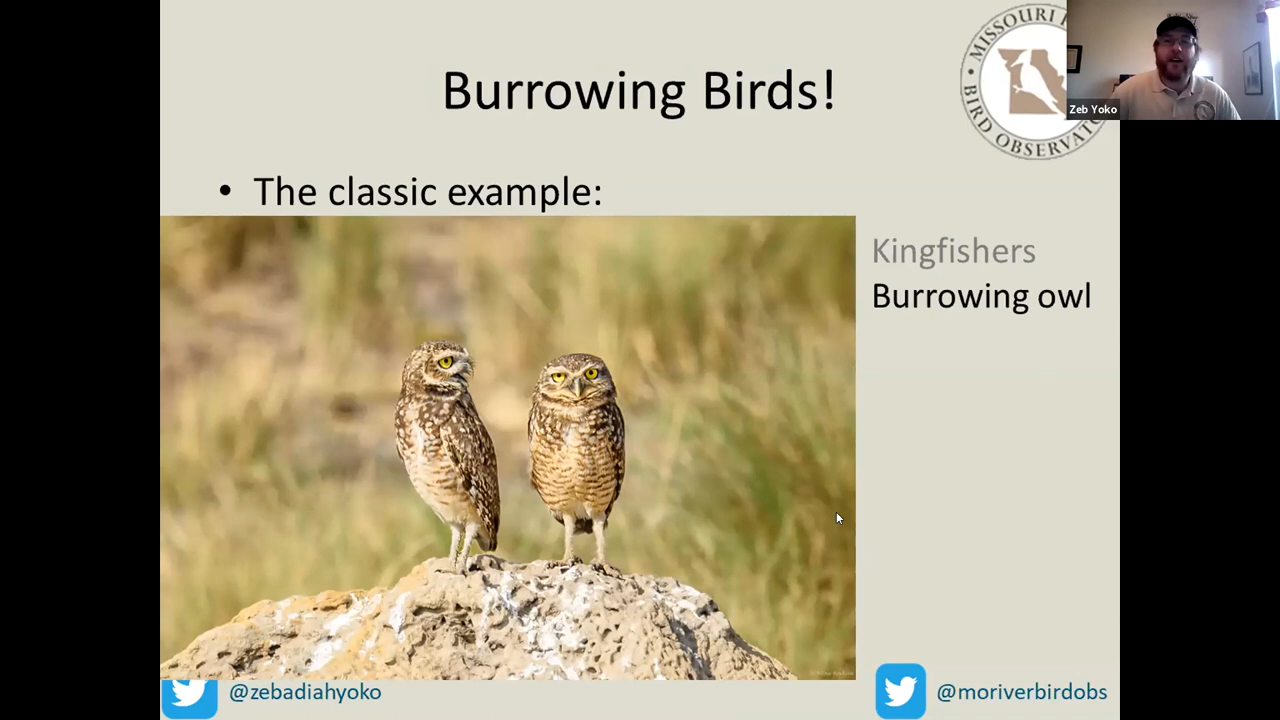 Burrowing Birds!
MISSOURI
BIRD OBSERVAT
Zeb Yoko
• The classic example:
Kingfishers
Burrowing owl
@zebadiahyoko
@moriverbirdobs